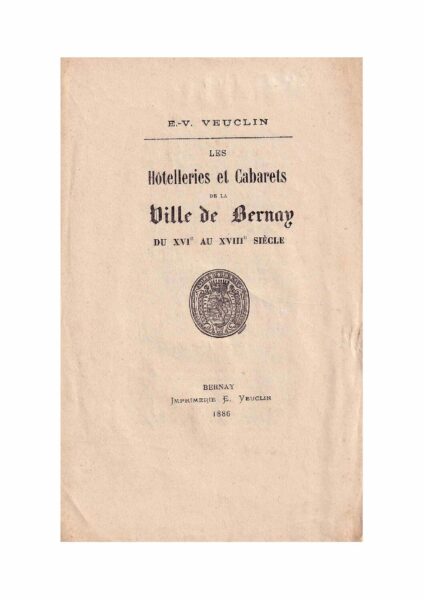 E.-V. VEUCLIN
LES
Hôtelleries et Cabarets
DE LA
Ville de Bernay
DU XVIᵉ AU XVIIIᵉ SIÈCLE
BERNAY
IMPRIMERIE E. VEUCLIN
1886